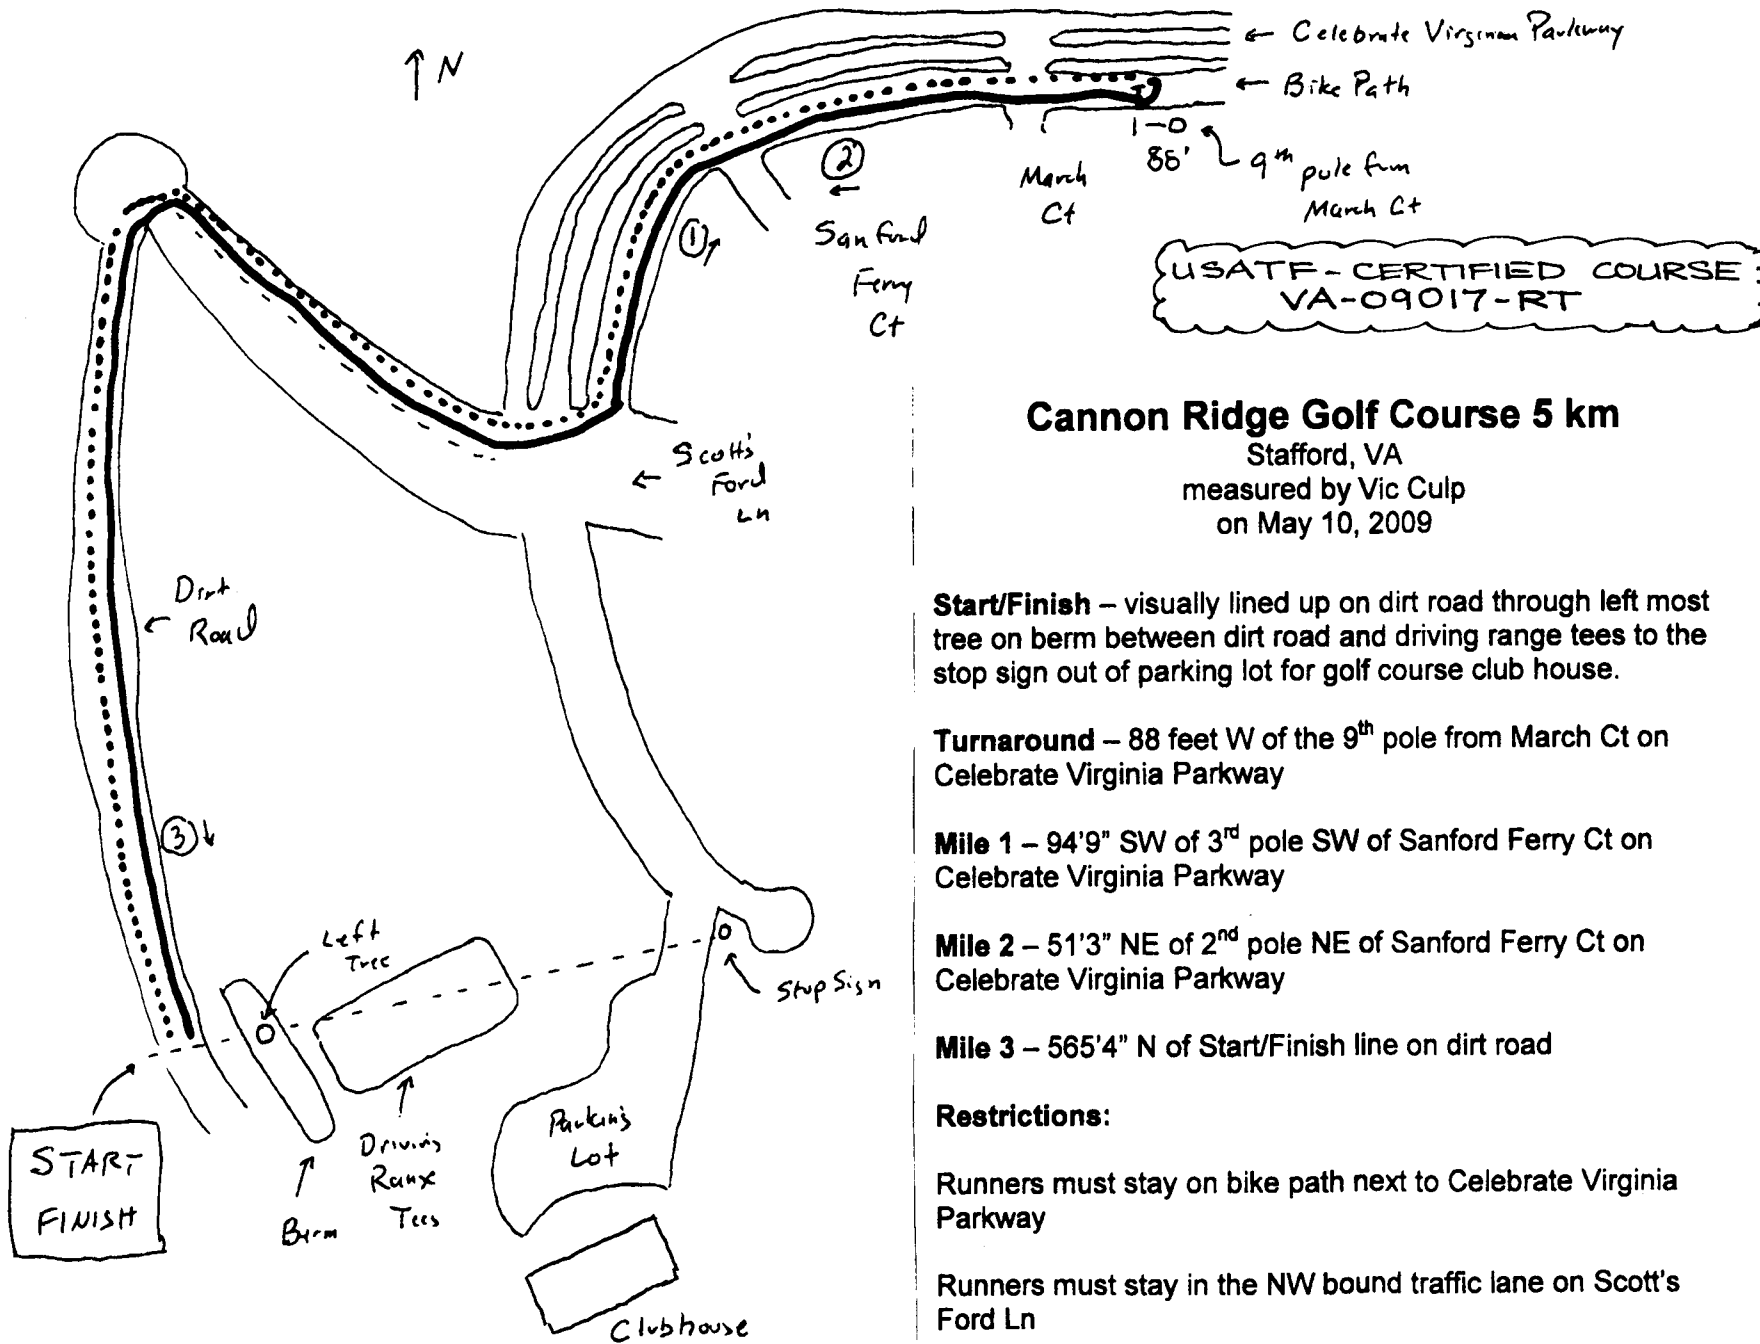 ↑ N
← Celebrate Virginia Parkway
← Bike Path
T
1-0
88'
9th pole from
March Ct
March
Ct
①
②
←
Sanford
Ferry
Ct
USATF-CERTIFIED COURSE
VA-09017-RT
Cannon Ridge Golf Course 5 km
Stafford, VA
measured by Vic Culp
on May 10, 2009
Scott's
← Ford
Ln
Dirt
← Road
Start/Finish – visually lined up on dirt road through left most
tree on berm between dirt road and driving range tees to the
stop sign out of parking lot for golf course club house.
Turnaround – 88 feet W of the 9th pole from March Ct on
Celebrate Virginia Parkway
③ ↓
Mile 1 – 94'9" SW of 3rd pole SW of Sanford Ferry Ct on
Celebrate Virginia Parkway
Left
Tree
Stop Sign
Mile 2 – 51'3" NE of 2nd pole NE of Sanford Ferry Ct on
Celebrate Virginia Parkway
Mile 3 – 565'4" N of Start/Finish line on dirt road
START
FINISH
Berm
Driving
Range
Tees
Parking
Lot
Clubhouse
Restrictions:
Runners must stay on bike path next to Celebrate Virginia
Parkway
Runners must stay in the NW bound traffic lane on Scott's
Ford Ln